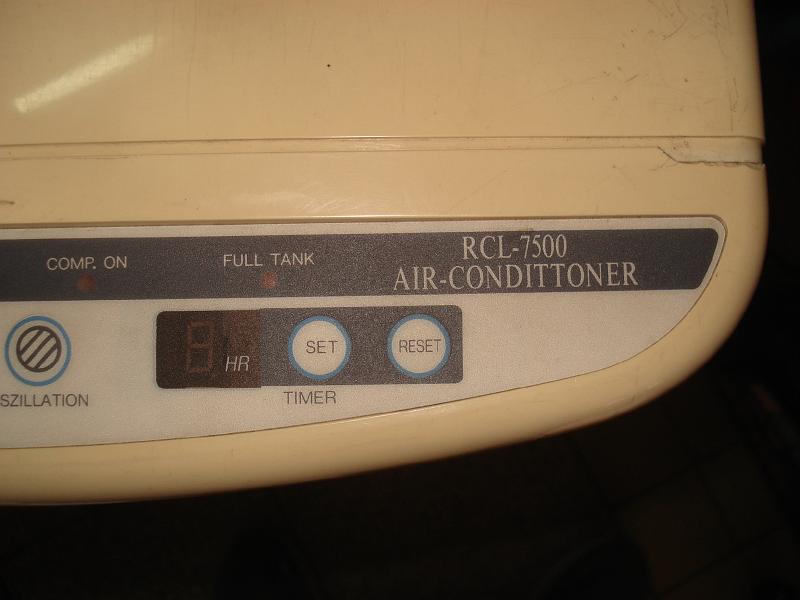 COMP. ON
FULL TANK
RCL-7500
AIR-CONDITTONER
HR
SET
RESET
SZILLATION
TIMER